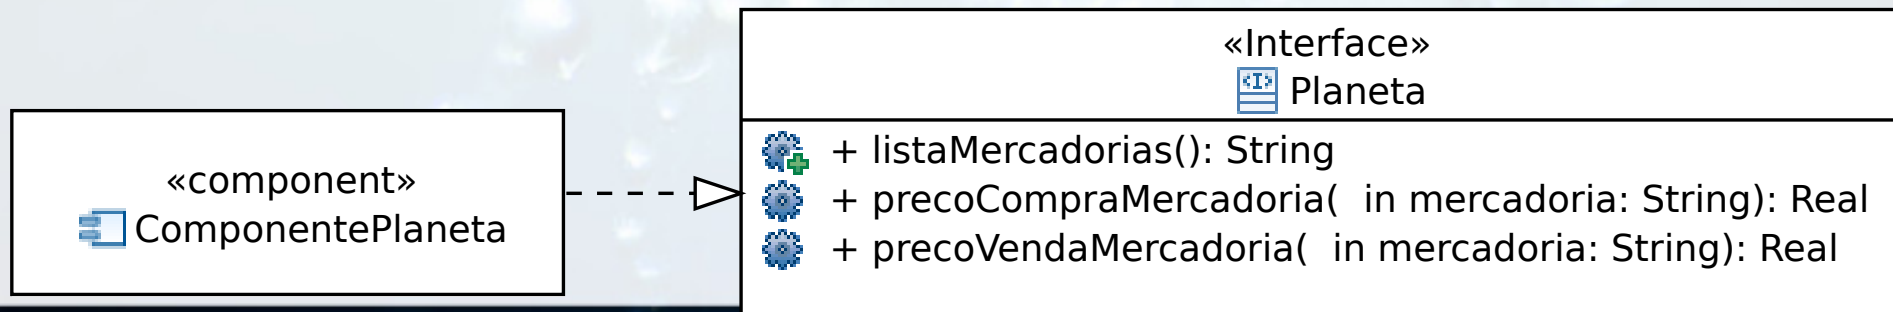 «component»
ComponentePlaneta
«Interface»
Planeta
+ listaMercadorias(): String
+ precoCompraMercadoria(  in mercadoria: String): Real
+ precoVendaMercadoria(  in mercadoria: String): Real